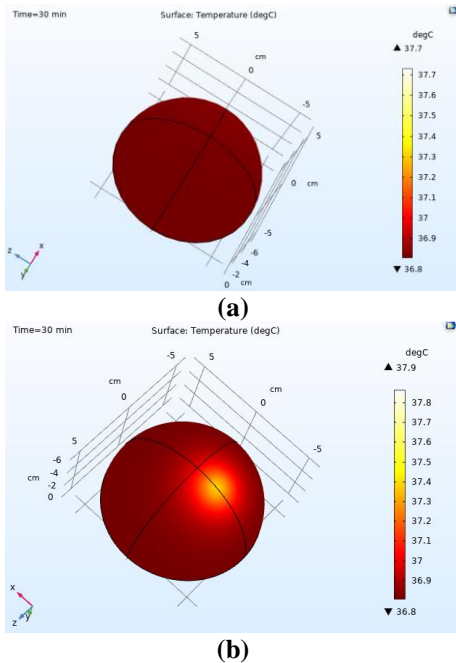 Time=30 min
Surface: Temperature (degC)
degC
▲ 37.7
5
cm
0
-5
5
0
cm
-5
-6
-4
-2
0
cm
37.7
37.6
37.5
37.4
37.3
37.2
37.1
37
36.9
▼ 36.8
z
x
y
(a)
Time=30 min
Surface: Temperature (degC)
degC
▲ 37.9
-5
5
cm
0
0
cm
5
-5
-6
-4
cm
-2
0
37.8
37.7
37.6
37.5
37.4
37.3
37.2
37.1
37
36.9
▼ 36.8
x
z
y
(b)